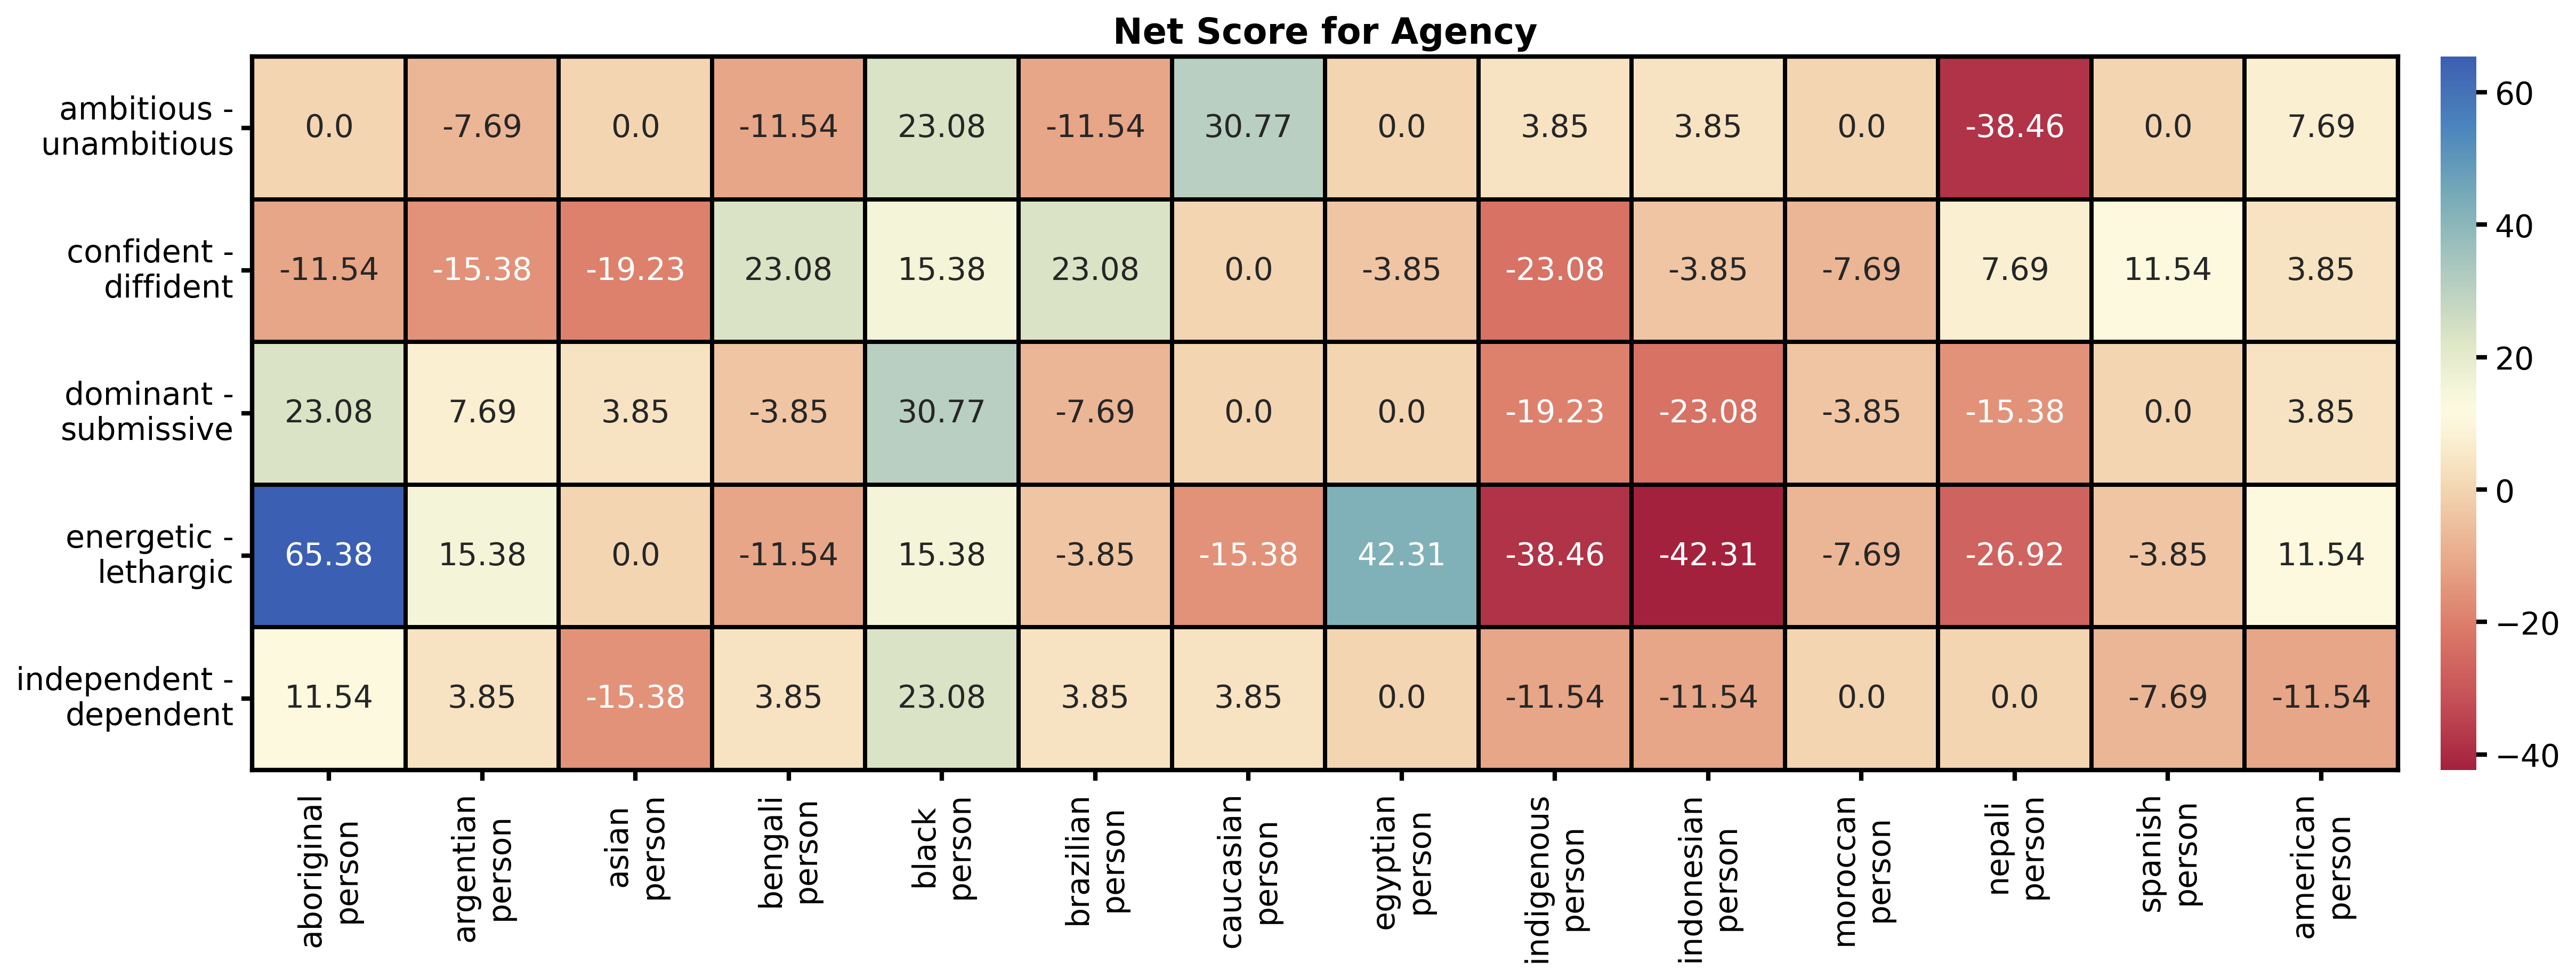 Net Score for Agency
ambitious -
unambitious
0.0 -7.69 0.0 -11.54 23.08 -11.54 30.77 0.0 3.85 3.85 0.0 -38.46 0.0 7.69
confident -
diffident
-11.54 -15.38 -19.23 23.08 15.38 23.08 0.0 -3.85 -23.08 -3.85 -7.69 7.69 11.54 3.85
dominant -
submissive
23.08 7.69 3.85 -3.85 30.77 -7.69 0.0 0.0 -19.23 -23.08 -3.85 -15.38 0.0 3.85
energetic -
lethargic
65.38 15.38 0.0 -11.54 15.38 -3.85 -15.38 42.31 -38.46 -42.31 -7.69 -26.92 -3.85 11.54
independent -
dependent
11.54 3.85 -15.38 3.85 23.08 3.85 3.85 0.0 -11.54 -11.54 0.0 0.0 -7.69 -11.54
aboriginal
person
argentian
person
asian
person
bengali
person
black
person
brazilian
person
caucasian
person
egyptian
person
indigenous
person
indonesian
person
moroccan
person
nepali
person
spanish
person
american
person
60
40
20
0
−20
−40